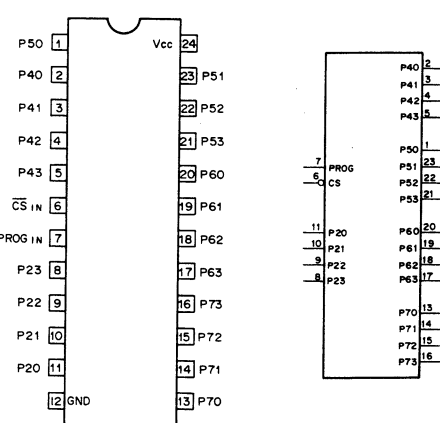 P50 1 Vcc 24
P40 2 23 P51
P41 3 22 P52
P42 4 21 P53
P43 5 20 P60
CS IN 6 19 P61
PROG IN 7 18 P62
P23 8 17 P63
P22 9 16 P73
P21 10 15 P72
P20 11 14 P71
12 GND 13 P70
P40 2
P41 3
P42 4
P43 5
P50 1
7 PROG P51 23
6 CS P52 22
P53 21
11 P20 P60 20
10 P21 P61 19
9 P22 P62 18
8 P23 P63 17
P70 13
P71 14
P72 15
P73 16